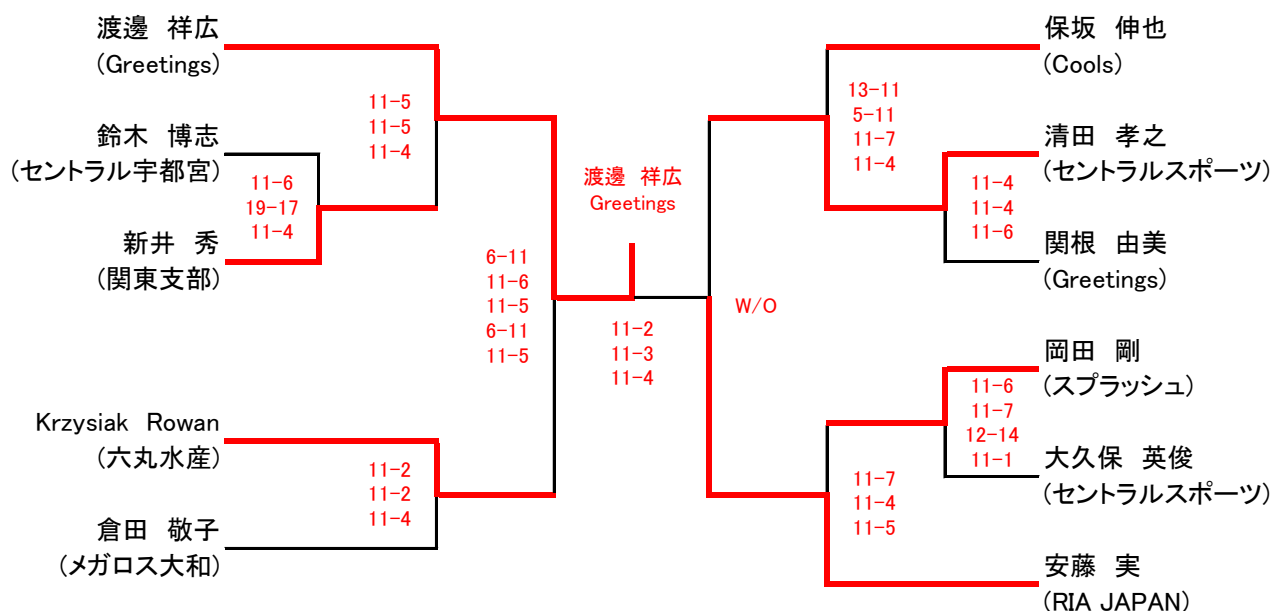 渡邊 祥広
(Greetings)
11-5
11-5
11-4
鈴木 博志
(セントラル宇都宮)
11-6
19-17
11-4
新井 秀
(関東支部)
6-11
11-6
11-5
6-11
11-5
Krzysiak Rowan
(六丸水産)
11-2
11-2
11-4
倉田 敬子
(メガロス大和)
渡邊 祥広
Greetings
11-2
11-3
11-4
保坂 伸也
(Cools)
13-11
5-11
11-7
11-4
清田 孝之
(セントラルスポーツ)
11-4
11-4
11-6
関根 由美
(Greetings)
W/O
岡田 剛
(スプラッシュ)
11-6
11-7
12-14
11-1
大久保 英俊
(セントラルスポーツ)
11-7
11-4
11-5
安藤 実
(RIA JAPAN)